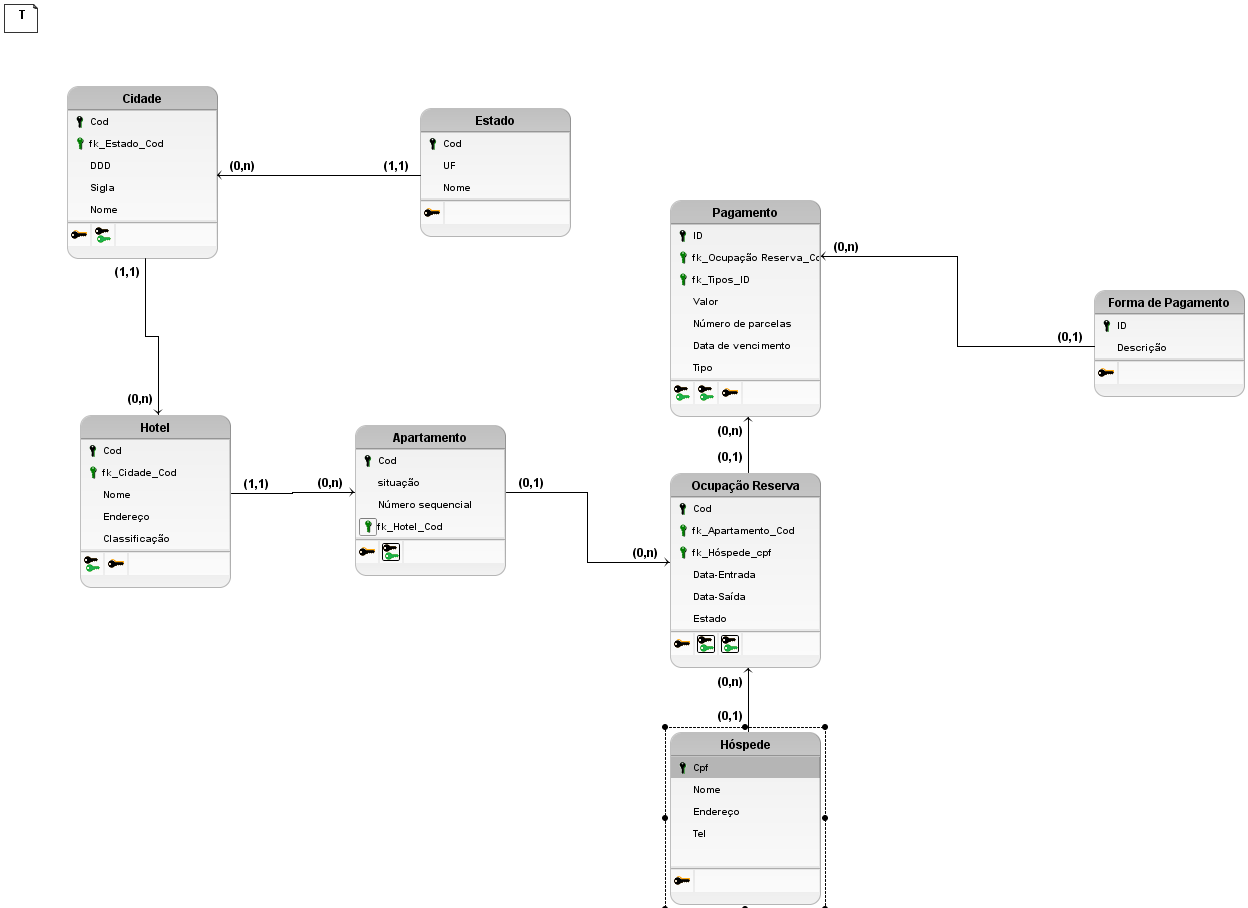 T
Cidade
Cod
fk_Estado_Cod
DDD
Sigla
Nome
(0,n)
(1,1)
Estado
Cod
UF
Nome
(1,1)
(0,n)
Hotel
Cod
fk_Cidade_Cod
Nome
Endereço
Classificação
(1,1)
(0,n)
Apartamento
Cod
situação
Número sequencial
fk_Hotel_Cod
(0,1)
(0,n)
Pagamento
ID
fk_Ocupação Reserva_Co
fk_Tipos_ID
Valor
Número de parcelas
Data de vencimento
Tipo
(0,n)
(0,1)
Forma de Pagamento
ID
Descrição
(0,n)
(0,1)
Ocupação Reserva
Cod
fk_Apartamento_Cod
fk_Hóspede_cpf
Data-Entrada
Data-Saída
Estado
(0,n)
(0,1)
Hóspede
Cpf
Nome
Endereço
Tel